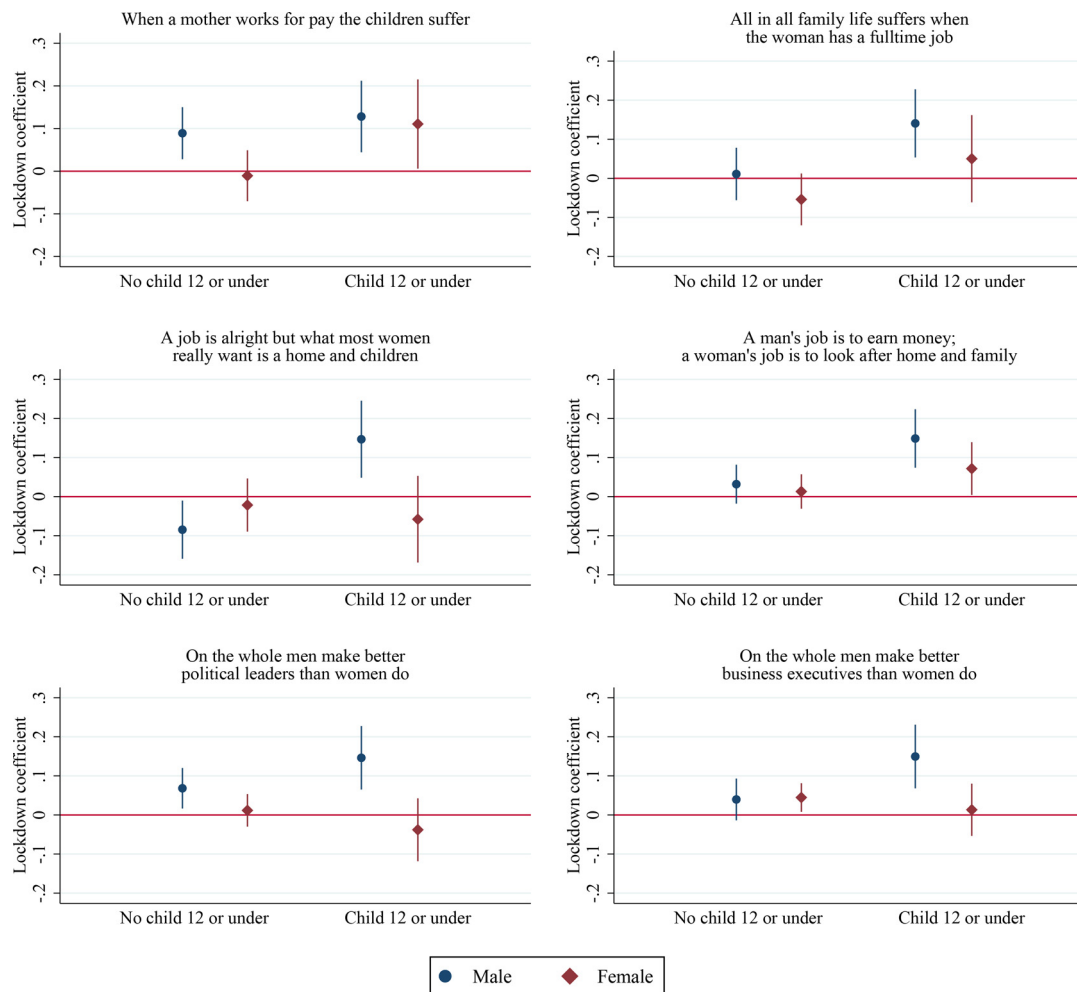 When a mother works for pay the children suffer
Lockdown coefficient
.3
.2
.1
0
-.1
-.2
No child 12 or under
Child 12 or under
All in all family life suffers when
the woman has a fulltime job
Lockdown coefficient
.3
.2
.1
0
-.1
-.2
No child 12 or under
Child 12 or under
A job is alright but what most women
really want is a home and children
Lockdown coefficient
.3
.2
.1
0
-.1
-.2
No child 12 or under
Child 12 or under
A man's job is to earn money;
a woman's job is to look after home and family
Lockdown coefficient
.3
.2
.1
0
-.1
-.2
No child 12 or under
Child 12 or under
On the whole men make better
political leaders than women do
Lockdown coefficient
.3
.2
.1
0
-.1
-.2
No child 12 or under
Child 12 or under
On the whole men make better
business executives than women do
Lockdown coefficient
.3
.2
.1
0
-.1
-.2
No child 12 or under
Child 12 or under
Male
Female